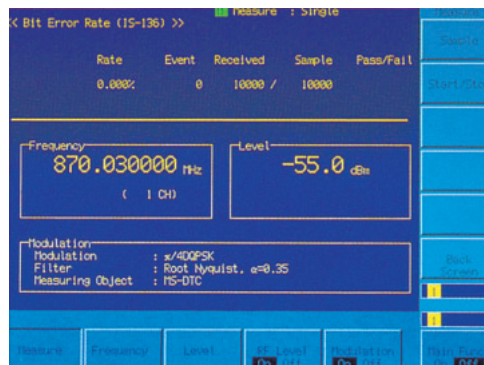 Measure : Single
<< Bit Error Rate (IS-136) >>
Sample
Rate Event Received Sample Pass/Fail
0.000% 0 10000 / 10000
Start/Stop
Frequency
870.030000 MHz
( 1 CH)
Level
-55.0 dBm
Modulation
Modulation : π/4DQPSK
Filter : Root Nyquist, α=0.35
Measuring Object : MS-DTC
Back
Screen
1
1
Measure Frequency Level RF Level Modulation Main Func
On Off On Off On Off